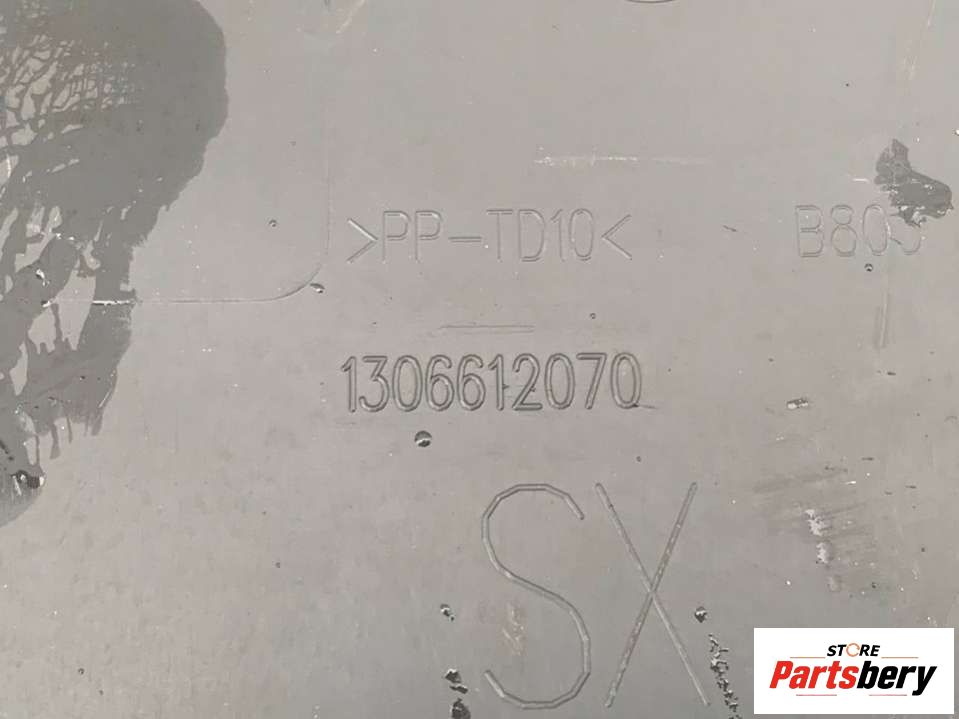 >PP-TD10<
1306612070
SX
STORE
Partsbery